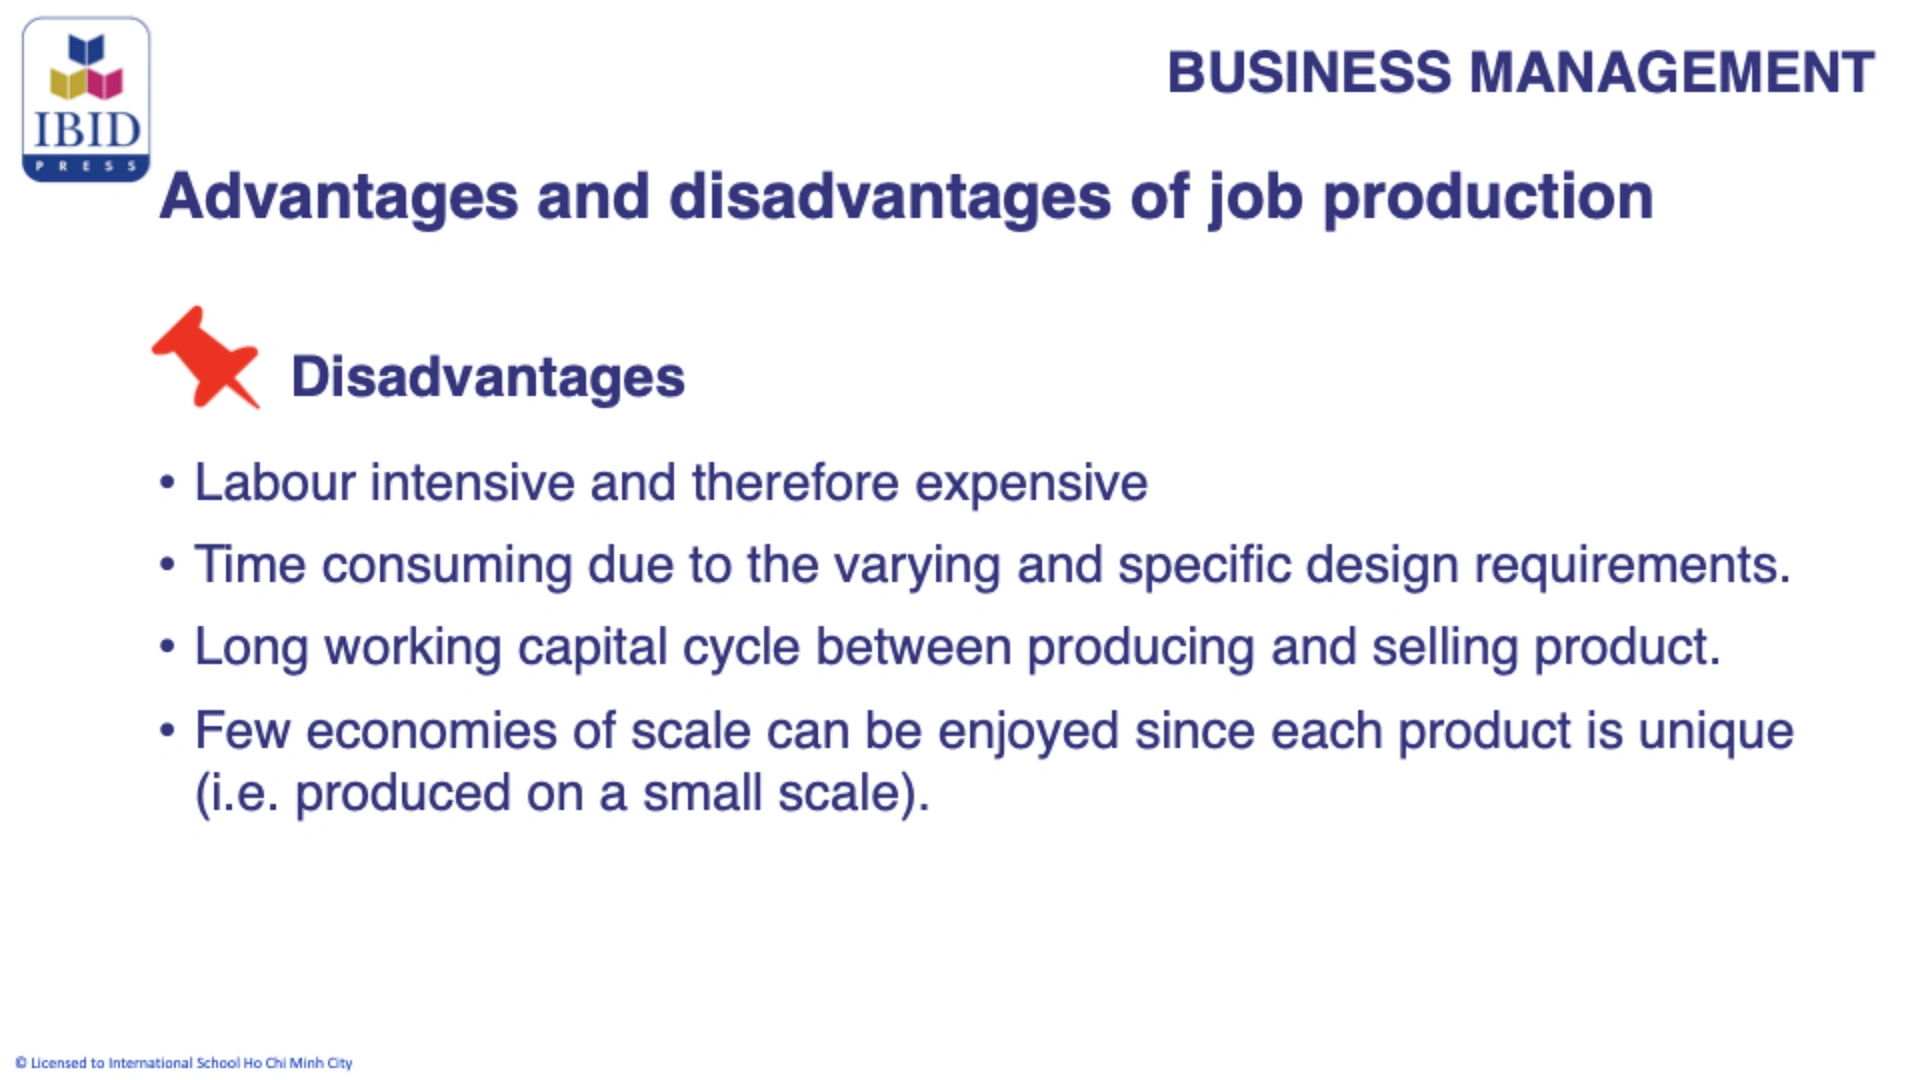 IBID
PRESS
BUSINESS MANAGEMENT
Advantages and disadvantages of job production
Disadvantages
• Labour intensive and therefore expensive
• Time consuming due to the varying and specific design requirements.
• Long working capital cycle between producing and selling product.
• Few economies of scale can be enjoyed since each product is unique
(i.e. produced on a small scale).
© Licensed to International School Ho Chi Minh City